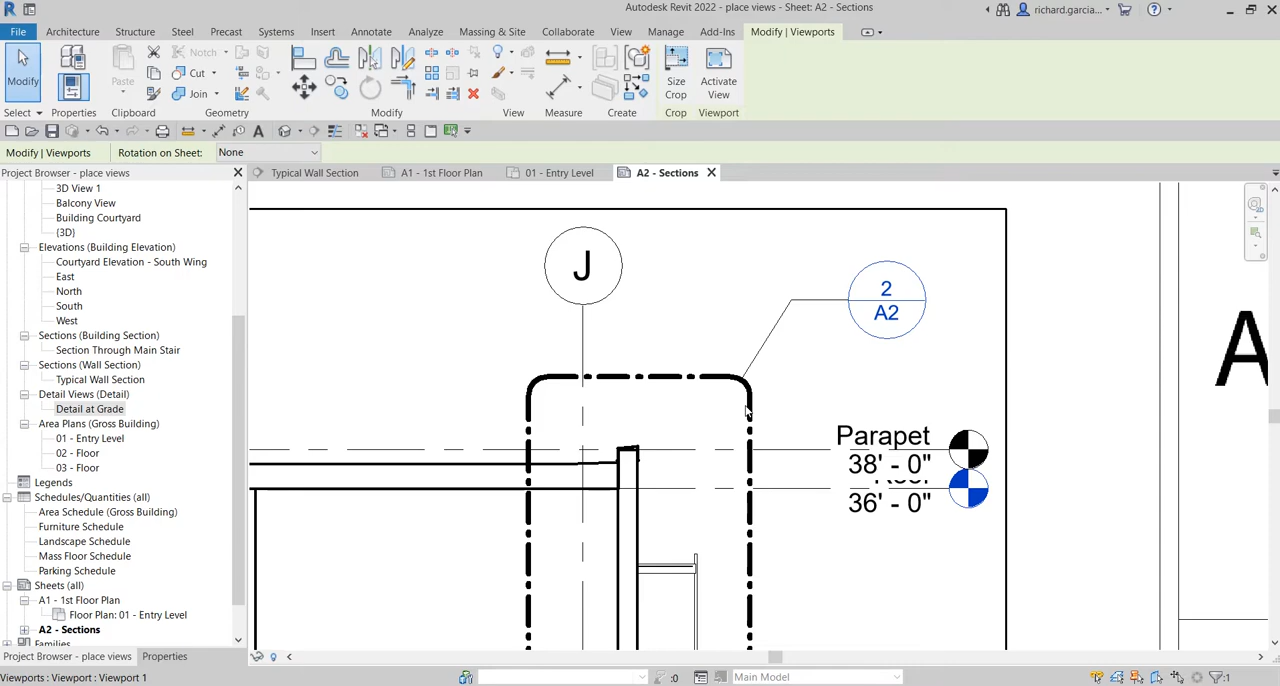 Autodesk Revit 2022 - place views - Sheet: A2 - Sections
richard.garcia...
File Architecture Structure Steel Precast Systems Insert Annotate Analyze Massing & Site Collaborate View Manage Add-Ins Modify | Viewports
Modify
Paste
Notch
Cut
Join
Size Crop
Activate View
Select Properties Clipboard Geometry Modify View Measure Create Crop Viewport
Modify | Viewports Rotation on Sheet: None
Project Browser - place views
Typical Wall Section A1 - 1st Floor Plan 01 - Entry Level A2 - Sections
3D View 1
Balcony View
Building Courtyard
{3D}
Elevations (Building Elevation)
Courtyard Elevation - South Wing
East
North
South
West
Sections (Building Section)
Section Through Main Stair
Sections (Wall Section)
Typical Wall Section
Detail Views (Detail)
Detail at Grade
Area Plans (Gross Building)
01 - Entry Level
02 - Floor
03 - Floor
Legends
Schedules/Quantities (all)
Area Schedule (Gross Building)
Furniture Schedule
Landscape Schedule
Mass Floor Schedule
Parking Schedule
Sheets (all)
A1 - 1st Floor Plan
Floor Plan: 01 - Entry Level
A2 - Sections
Families
Project Browser - place views Properties
J
2
A2
Parapet
38' - 0"
36' - 0"
A
Viewports : Viewport : Viewport 1
:0
Main Model
:1